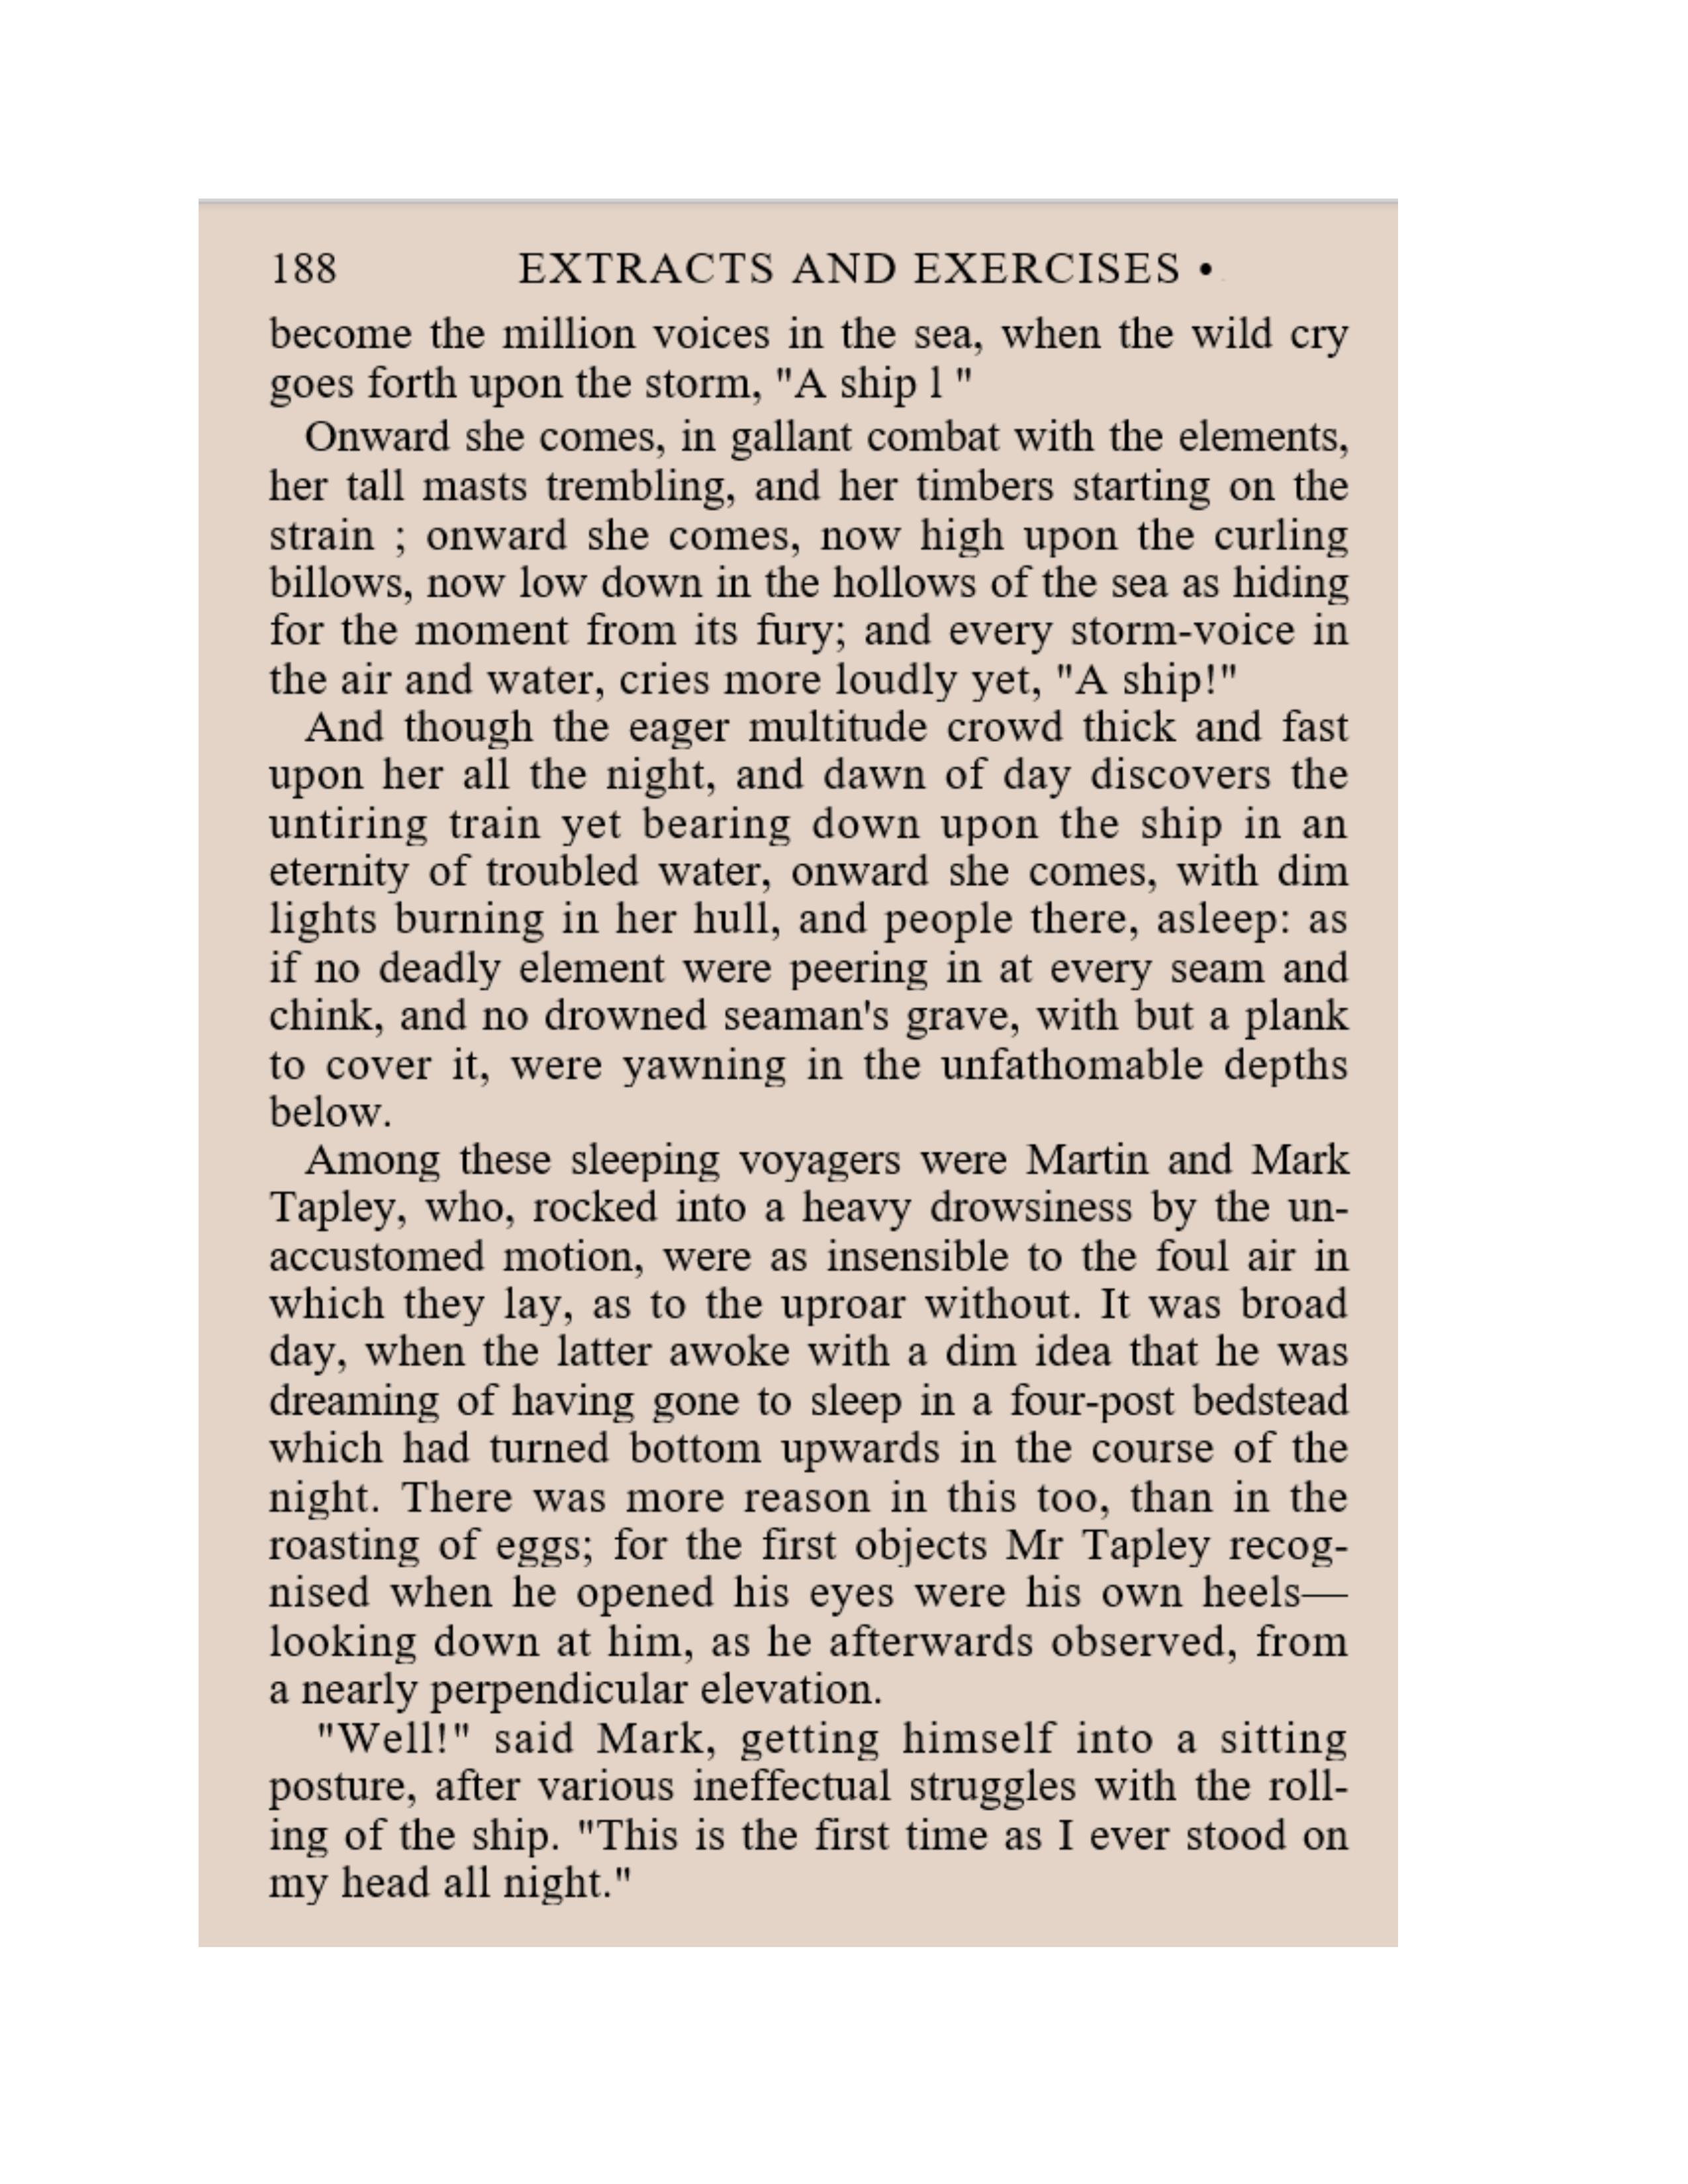 188 EXTRACTS AND EXERCISES •
become the million voices in the sea, when the wild cry
goes forth upon the storm, "A ship l "
Onward she comes, in gallant combat with the elements,
her tall masts trembling, and her timbers starting on the
strain ; onward she comes, now high upon the curling
billows, now low down in the hollows of the sea as hiding
for the moment from its fury; and every storm-voice in
the air and water, cries more loudly yet, "A ship!"
And though the eager multitude crowd thick and fast
upon her all the night, and dawn of day discovers the
untiring train yet bearing down upon the ship in an
eternity of troubled water, onward she comes, with dim
lights burning in her hull, and people there, asleep: as
if no deadly element were peering in at every seam and
chink, and no drowned seaman's grave, with but a plank
to cover it, were yawning in the unfathomable depths
below.
Among these sleeping voyagers were Martin and Mark
Tapley, who, rocked into a heavy drowsiness by the un-
accustomed motion, were as insensible to the foul air in
which they lay, as to the uproar without. It was broad
day, when the latter awoke with a dim idea that he was
dreaming of having gone to sleep in a four-post bedstead
which had turned bottom upwards in the course of the
night. There was more reason in this too, than in the
roasting of eggs; for the first objects Mr Tapley recog-
nised when he opened his eyes were his own heels—
looking down at him, as he afterwards observed, from
a nearly perpendicular elevation.
"Well!" said Mark, getting himself into a sitting
posture, after various ineffectual struggles with the roll-
ing of the ship. "This is the first time as I ever stood on
my head all night."